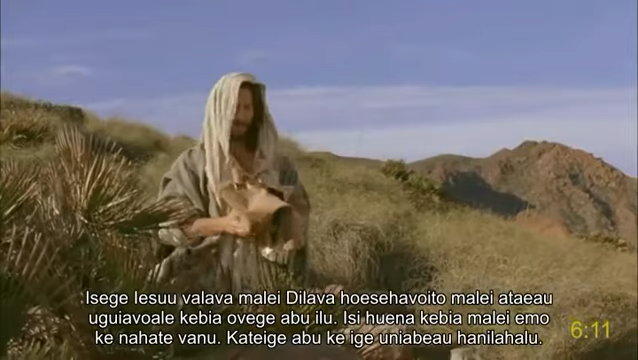 Isege Iesuu valava malei Dilava hoesehavoito malei ataeau
uguiavoale kebia ovege abu ilu. Isi huena kebia malei emo
ke nahate vanu. Kateige abu ke ige uniabeau hanilahalu.
6:11